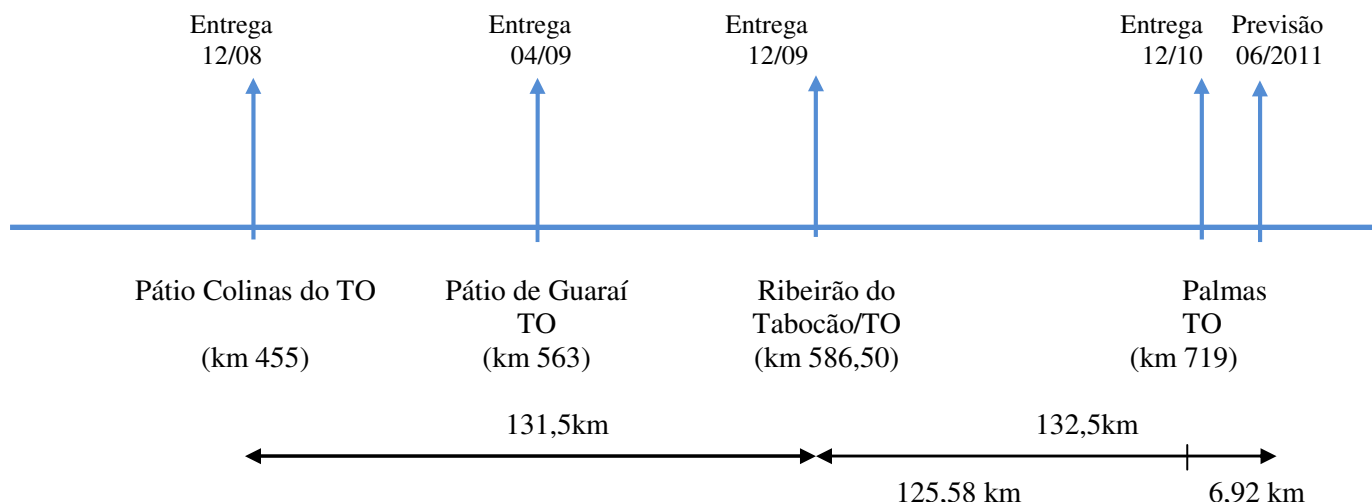 Entrega
12/08
Entrega
04/09
Entrega
12/09
Entrega
12/10
Previsão
06/2011
Pátio Colinas do TO
(km 455)
Pátio de Guaraí
TO
(km 563)
Ribeirão do
Tabocão/TO
(km 586,50)
Palmas
TO
(km 719)
131,5km
132,5km
125,58 km
6,92 km